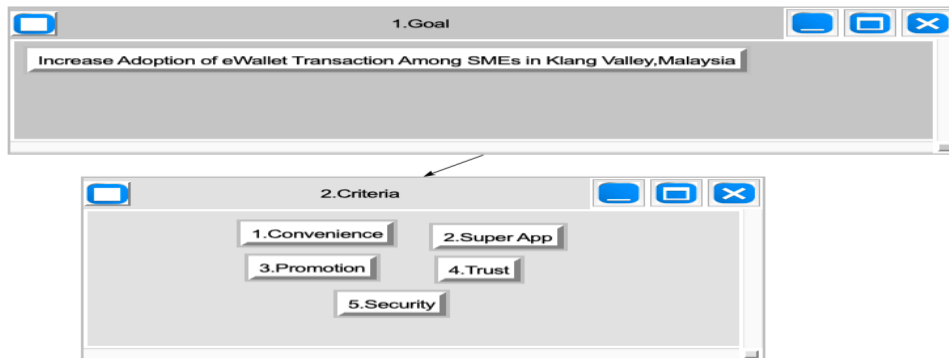 1.Goal
Increase Adoption of eWallet Transaction Among SMEs in Klang Valley,Malaysia
2.Criteria
1.Convenience
2.Super App
3.Promotion
4.Trust
5.Security